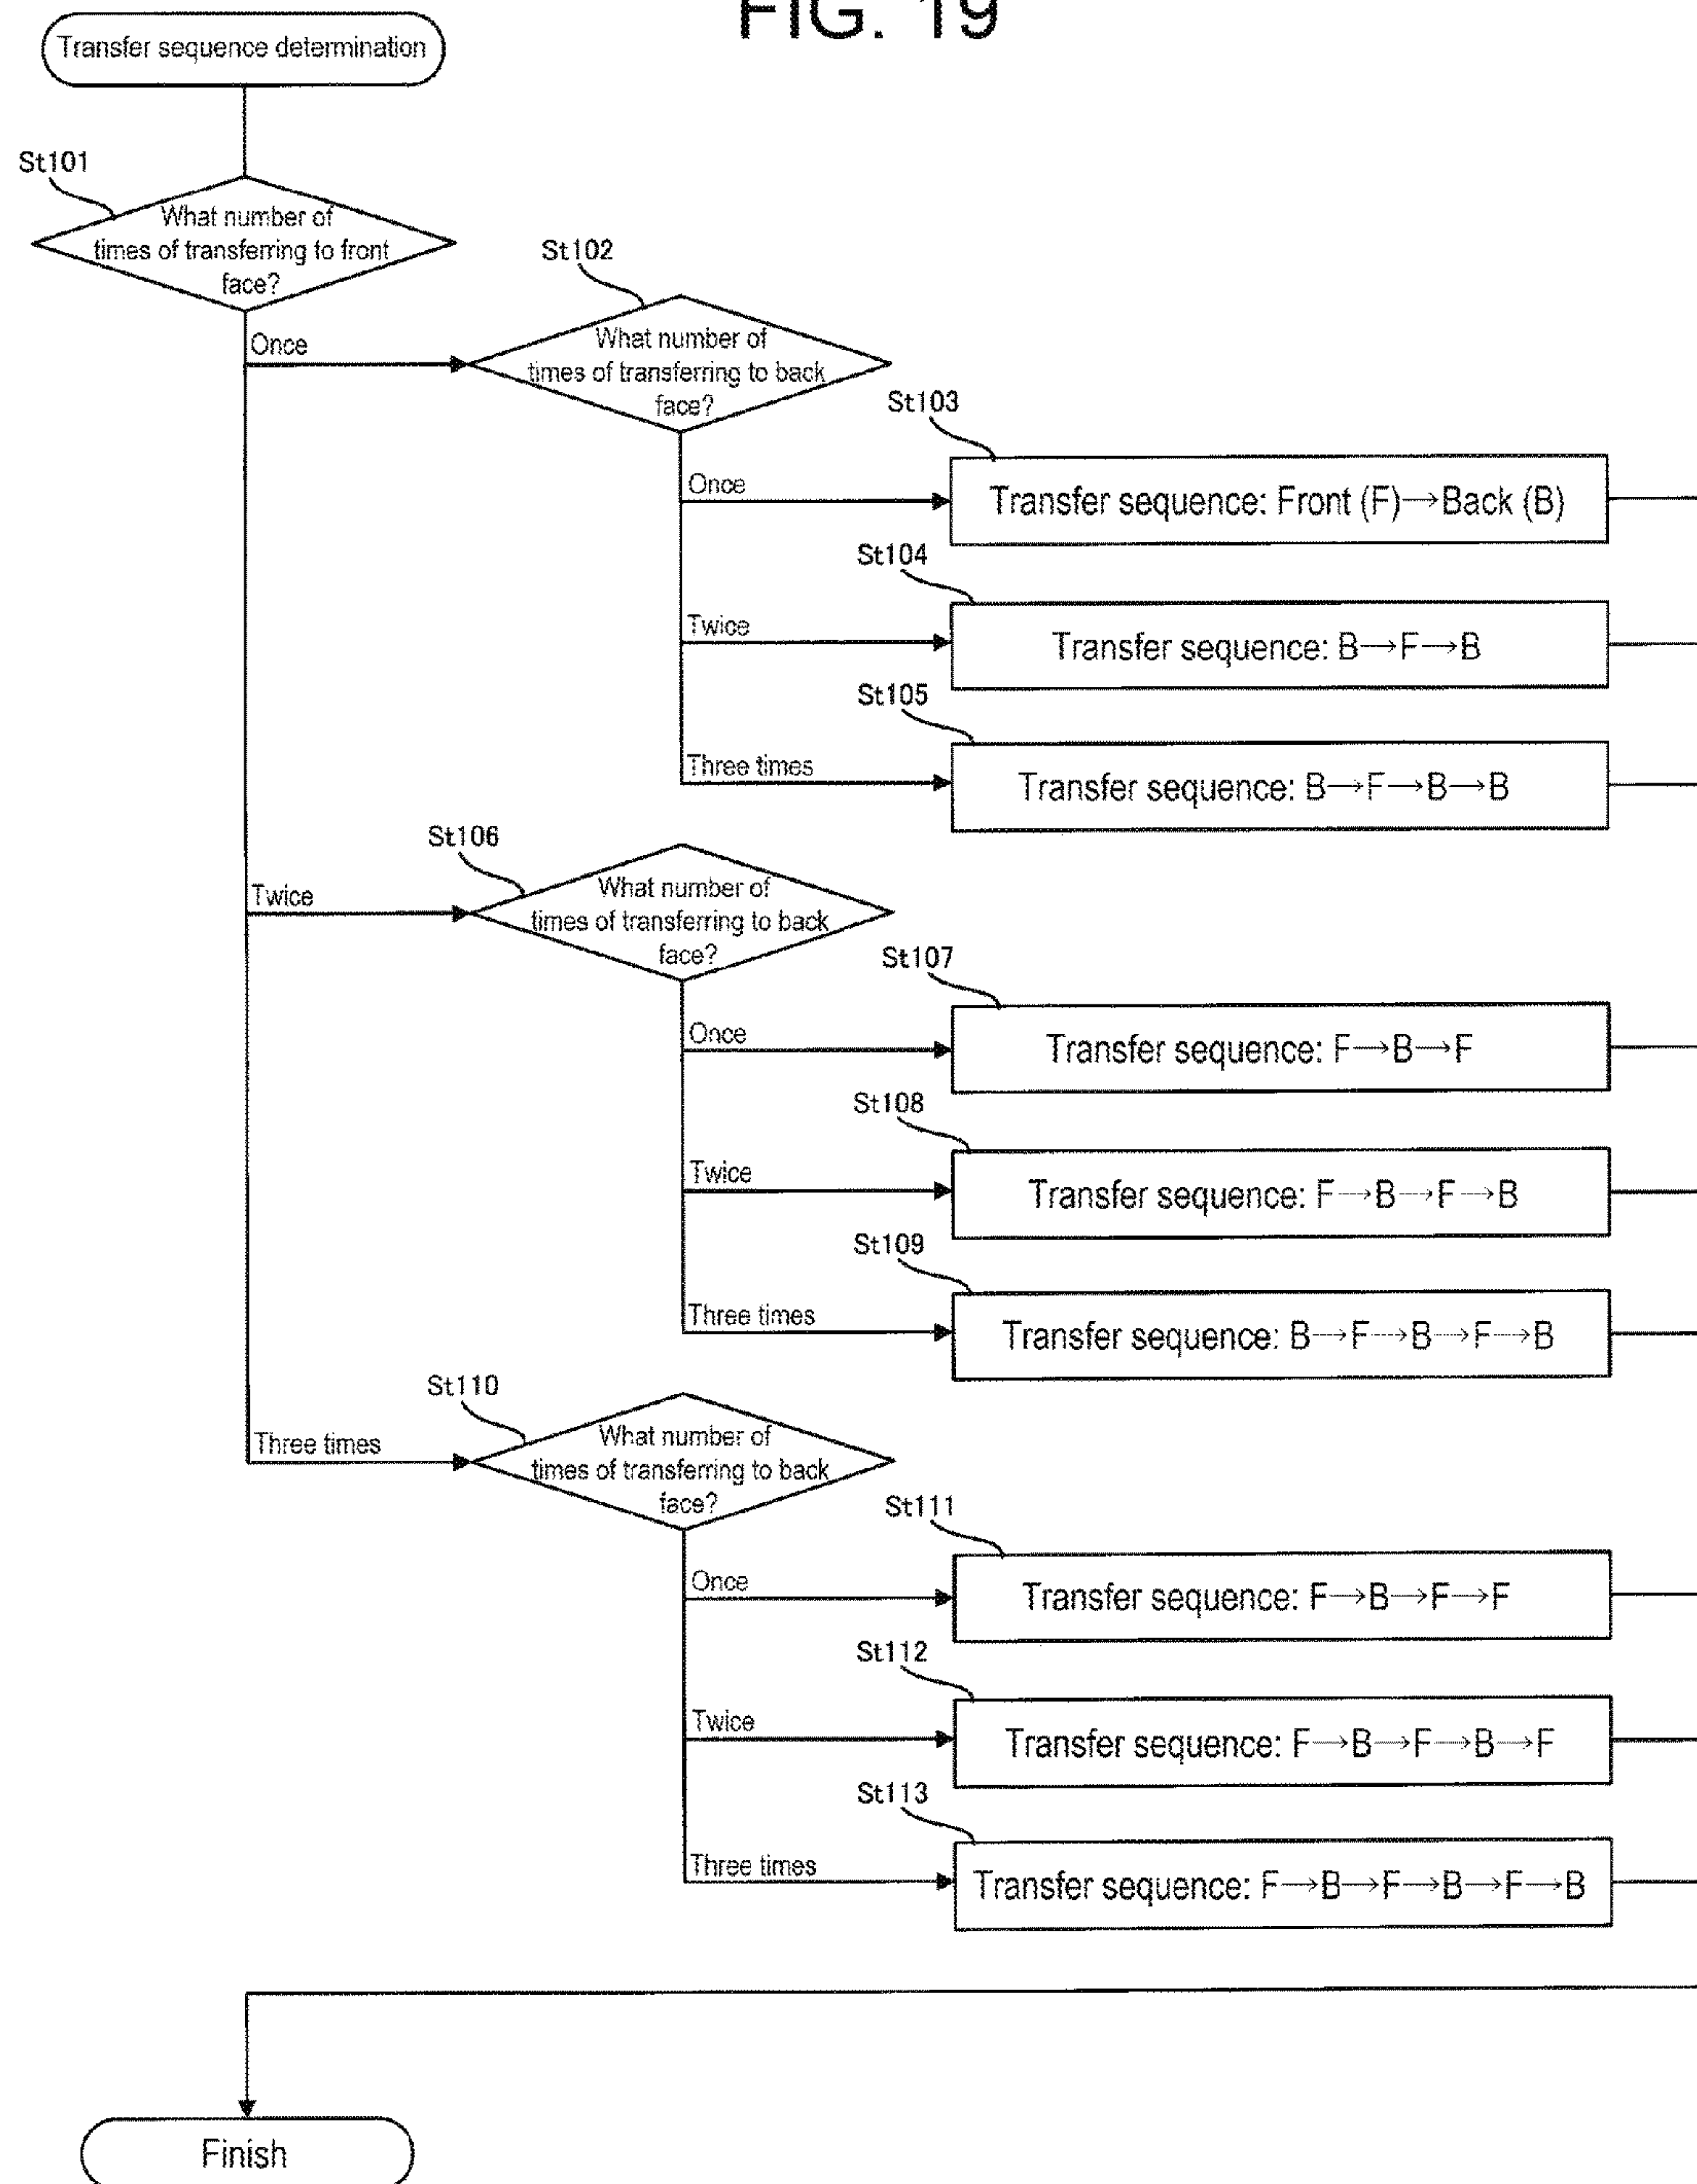 FIG. 19
Transfer sequence determination
St101
What number of
times of transferring to front
face?
Once
St102
What number of
times of transferring to back
face?
St103
Once
Transfer sequence: Front (F)→Back (B)
St104
Twice
Transfer sequence: B→F→B
St105
Three times
Transfer sequence: B→F→B→B
St106
Twice
What number of
times of transferring to back
face?
St107
Once
Transfer sequence: F→B→F
St108
Twice
Transfer sequence: F→B→F→B
St109
Three times
Transfer sequence: B→F→B→F→B
St110
Three times
What number of
times of transferring to back
face?
St111
Once
Transfer sequence: F→B→F→F
St112
Twice
Transfer sequence: F→B→F→B→F
St113
Three times
Transfer sequence: F→B→F→B→F→B
Finish